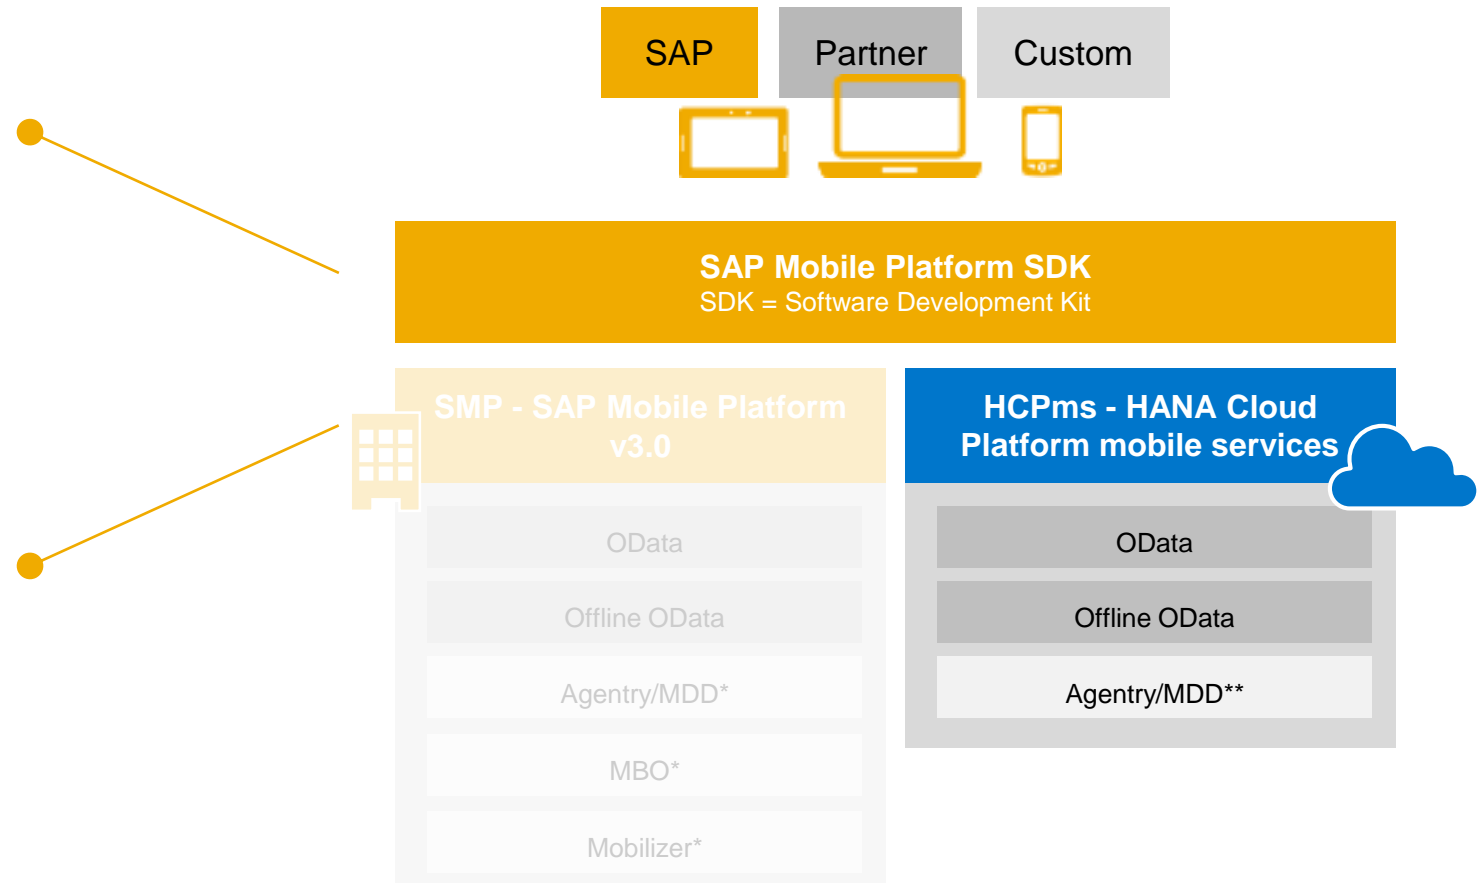 SAP
Partner
Custom
SAP Mobile Platform SDK
SDK = Software Development Kit
SMP - SAP Mobile Platform
v3.0
OData
Offline OData
Agentry/MDD*
MBO*
Mobilizer*
HCPms - HANA Cloud
Platform mobile services
OData
Offline OData
Agentry/MDD**